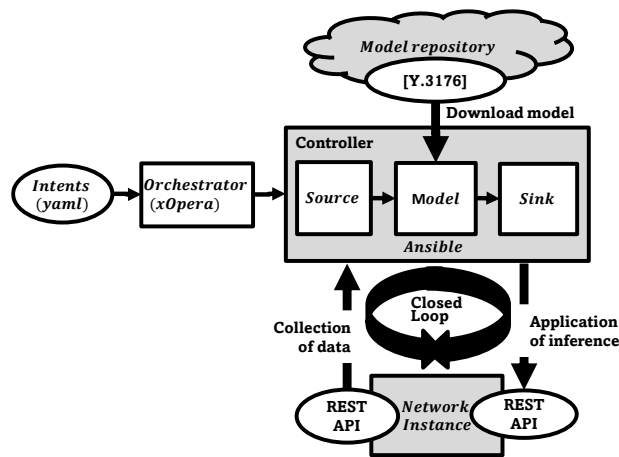 Model repository
[Y.3176]
Download model
Controller
Intents
(yaml)
Orchestrator
(xOpera)
Source
Model
Sink
Ansible
Closed
Loop
Collection
of data
Application
of inference
REST
API
Network
Instance
REST
API